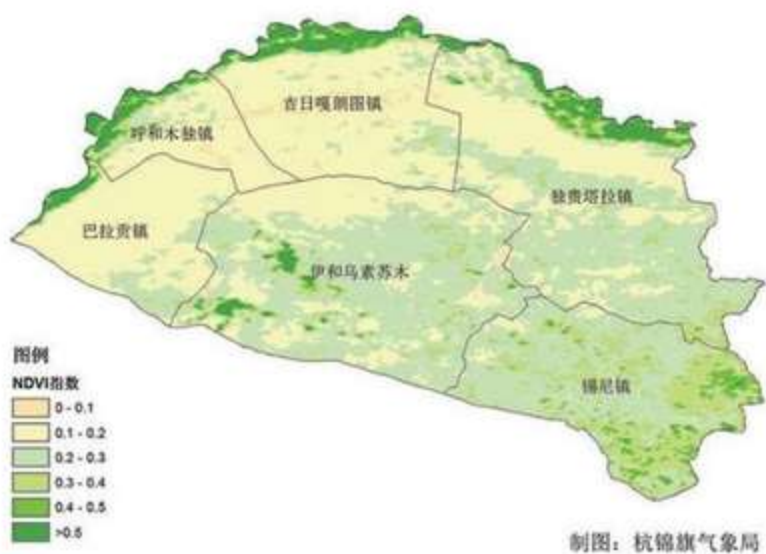 吉日嘎朗图镇
呼和木独镇
独贵塔拉镇
巴拉贡镇
伊和乌素苏木
锡尼镇
图例
NDVI指数
0 - 0.1
0.1 - 0.2
0.2 - 0.3
0.3 - 0.4
0.4 - 0.5
>0.5
制图：杭锦旗气象局